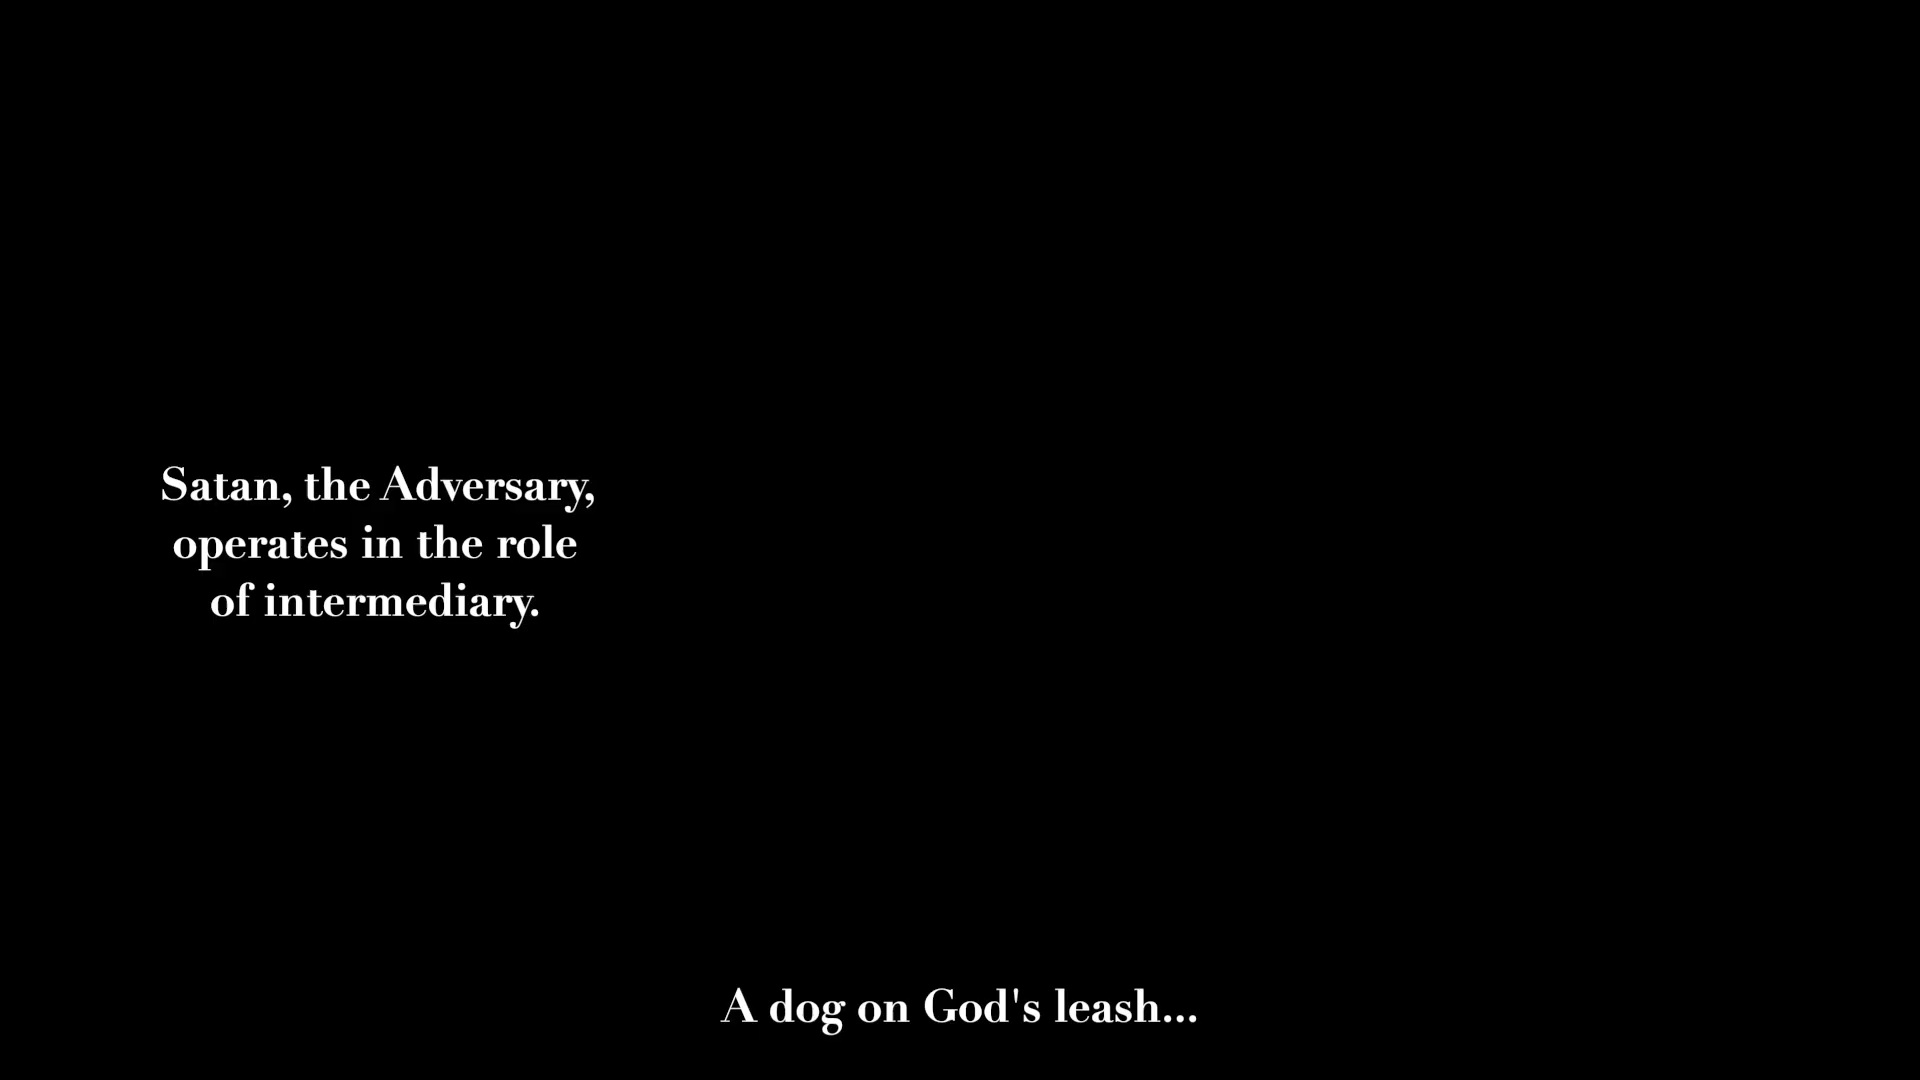 Satan, the Adversary,
operates in the role
of intermediary.
A dog on God's leash...